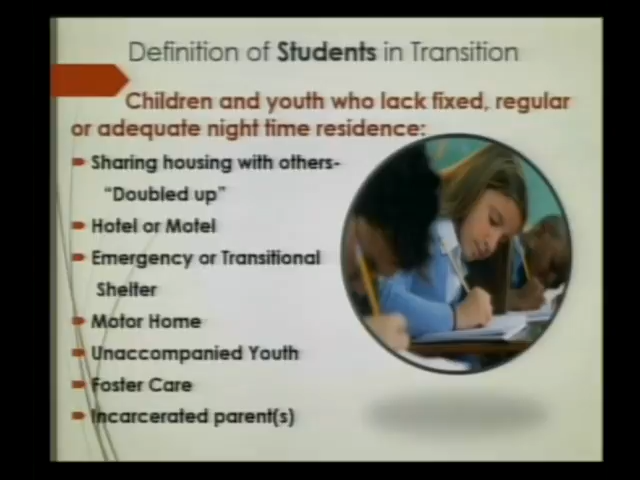 Definition of Students in Transition
Children and youth who lack fixed, regular
or adequate night time residence:
Sharing housing with others-
"Doubled up"
Hotel or Motel
Emergency or Transitional
Shelter
Motor Home
Unaccompanied Youth
Foster Care
Incarcerated parent(s)